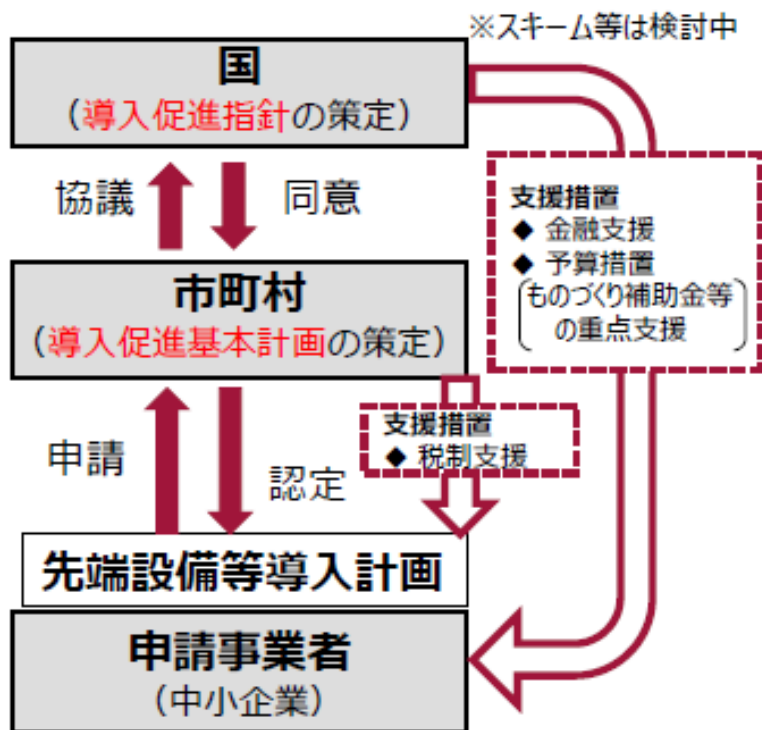 ※スキーム等は検討中
国
（導入促進指針の策定）
協議
同意
支援措置
◆ 金融支援
◆ 予算措置
ものづくり補助金等
の重点支援
市町村
（導入促進基本計画の策定）
支援措置
◆ 税制支援
申請
認定
先端設備等導入計画
申請事業者
（中小企業）